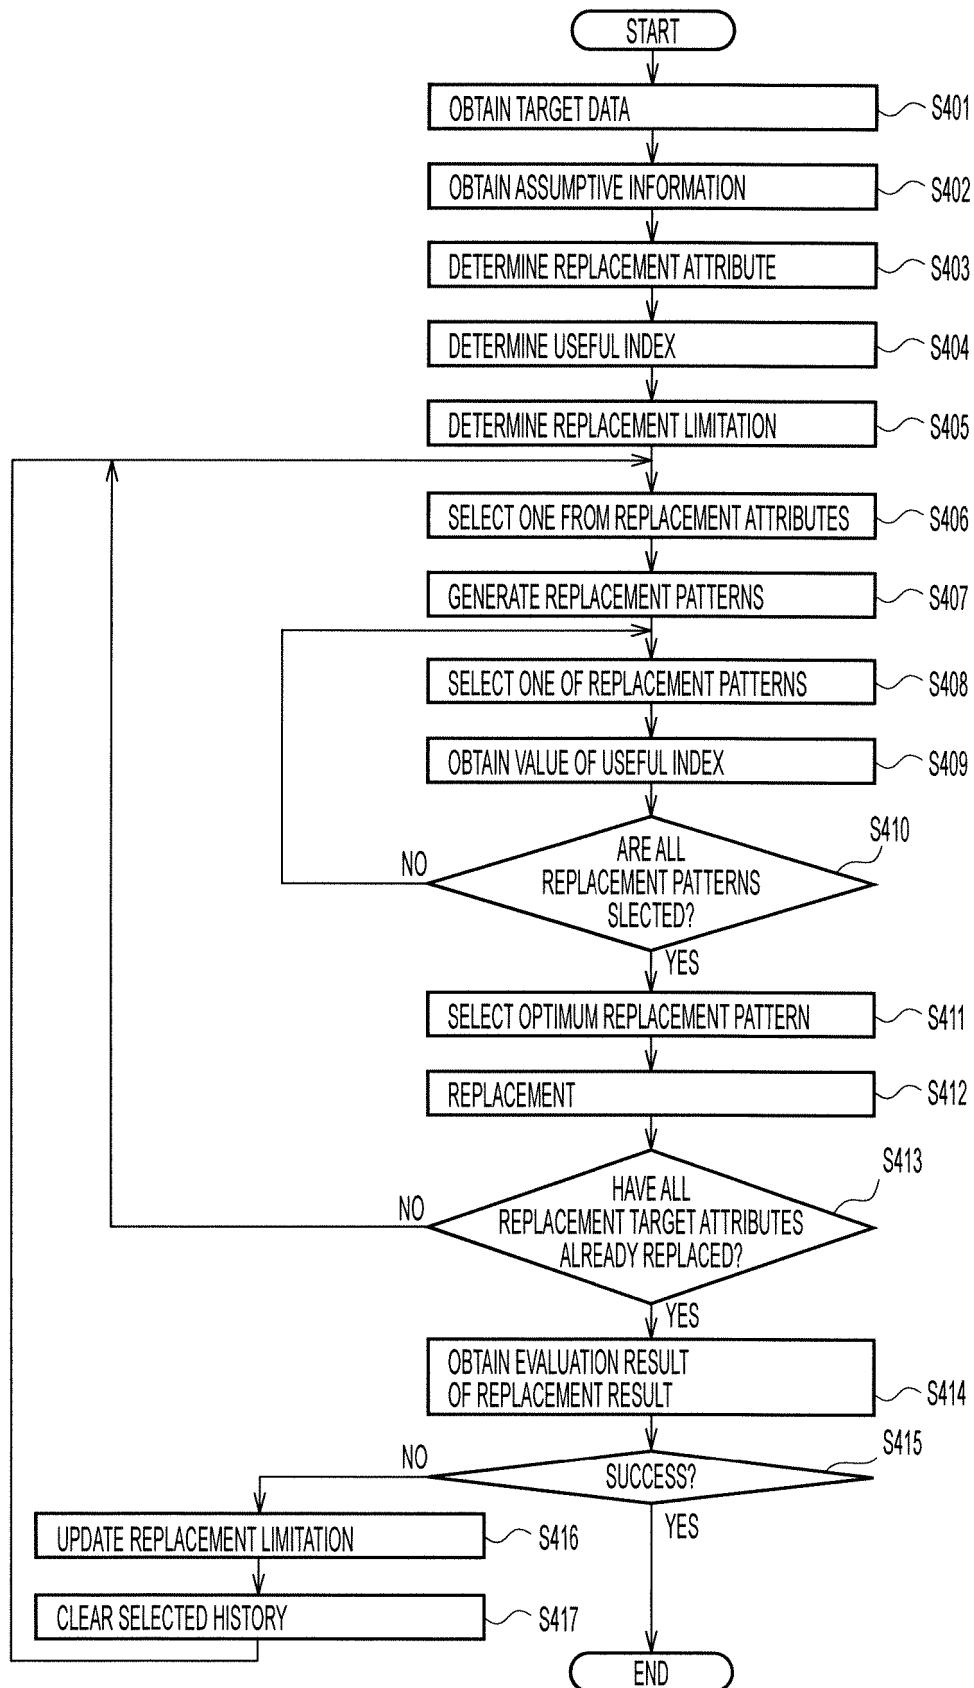 START
OBTAIN TARGET DATA
S401
OBTAIN ASSUMPTIVE INFORMATION
S402
DETERMINE REPLACEMENT ATTRIBUTE
S403
DETERMINE USEFUL INDEX
S404
DETERMINE REPLACEMENT LIMITATION
S405
SELECT ONE FROM REPLACEMENT ATTRIBUTES
S406
GENERATE REPLACEMENT PATTERNS
S407
SELECT ONE OF REPLACEMENT PATTERNS
S408
OBTAIN VALUE OF USEFUL INDEX
S409
S410
ARE ALL
REPLACEMENT PATTERNS
SLECTED?
NO
YES
SELECT OPTIMUM REPLACEMENT PATTERN
S411
REPLACEMENT
S412
S413
HAVE ALL
REPLACEMENT TARGET ATTRIBUTES
ALREADY REPLACED?
NO
YES
OBTAIN EVALUATION RESULT
OF REPLACEMENT RESULT
S414
S415
SUCCESS?
NO
YES
UPDATE REPLACEMENT LIMITATION
S416
CLEAR SELECTED HISTORY
S417
END